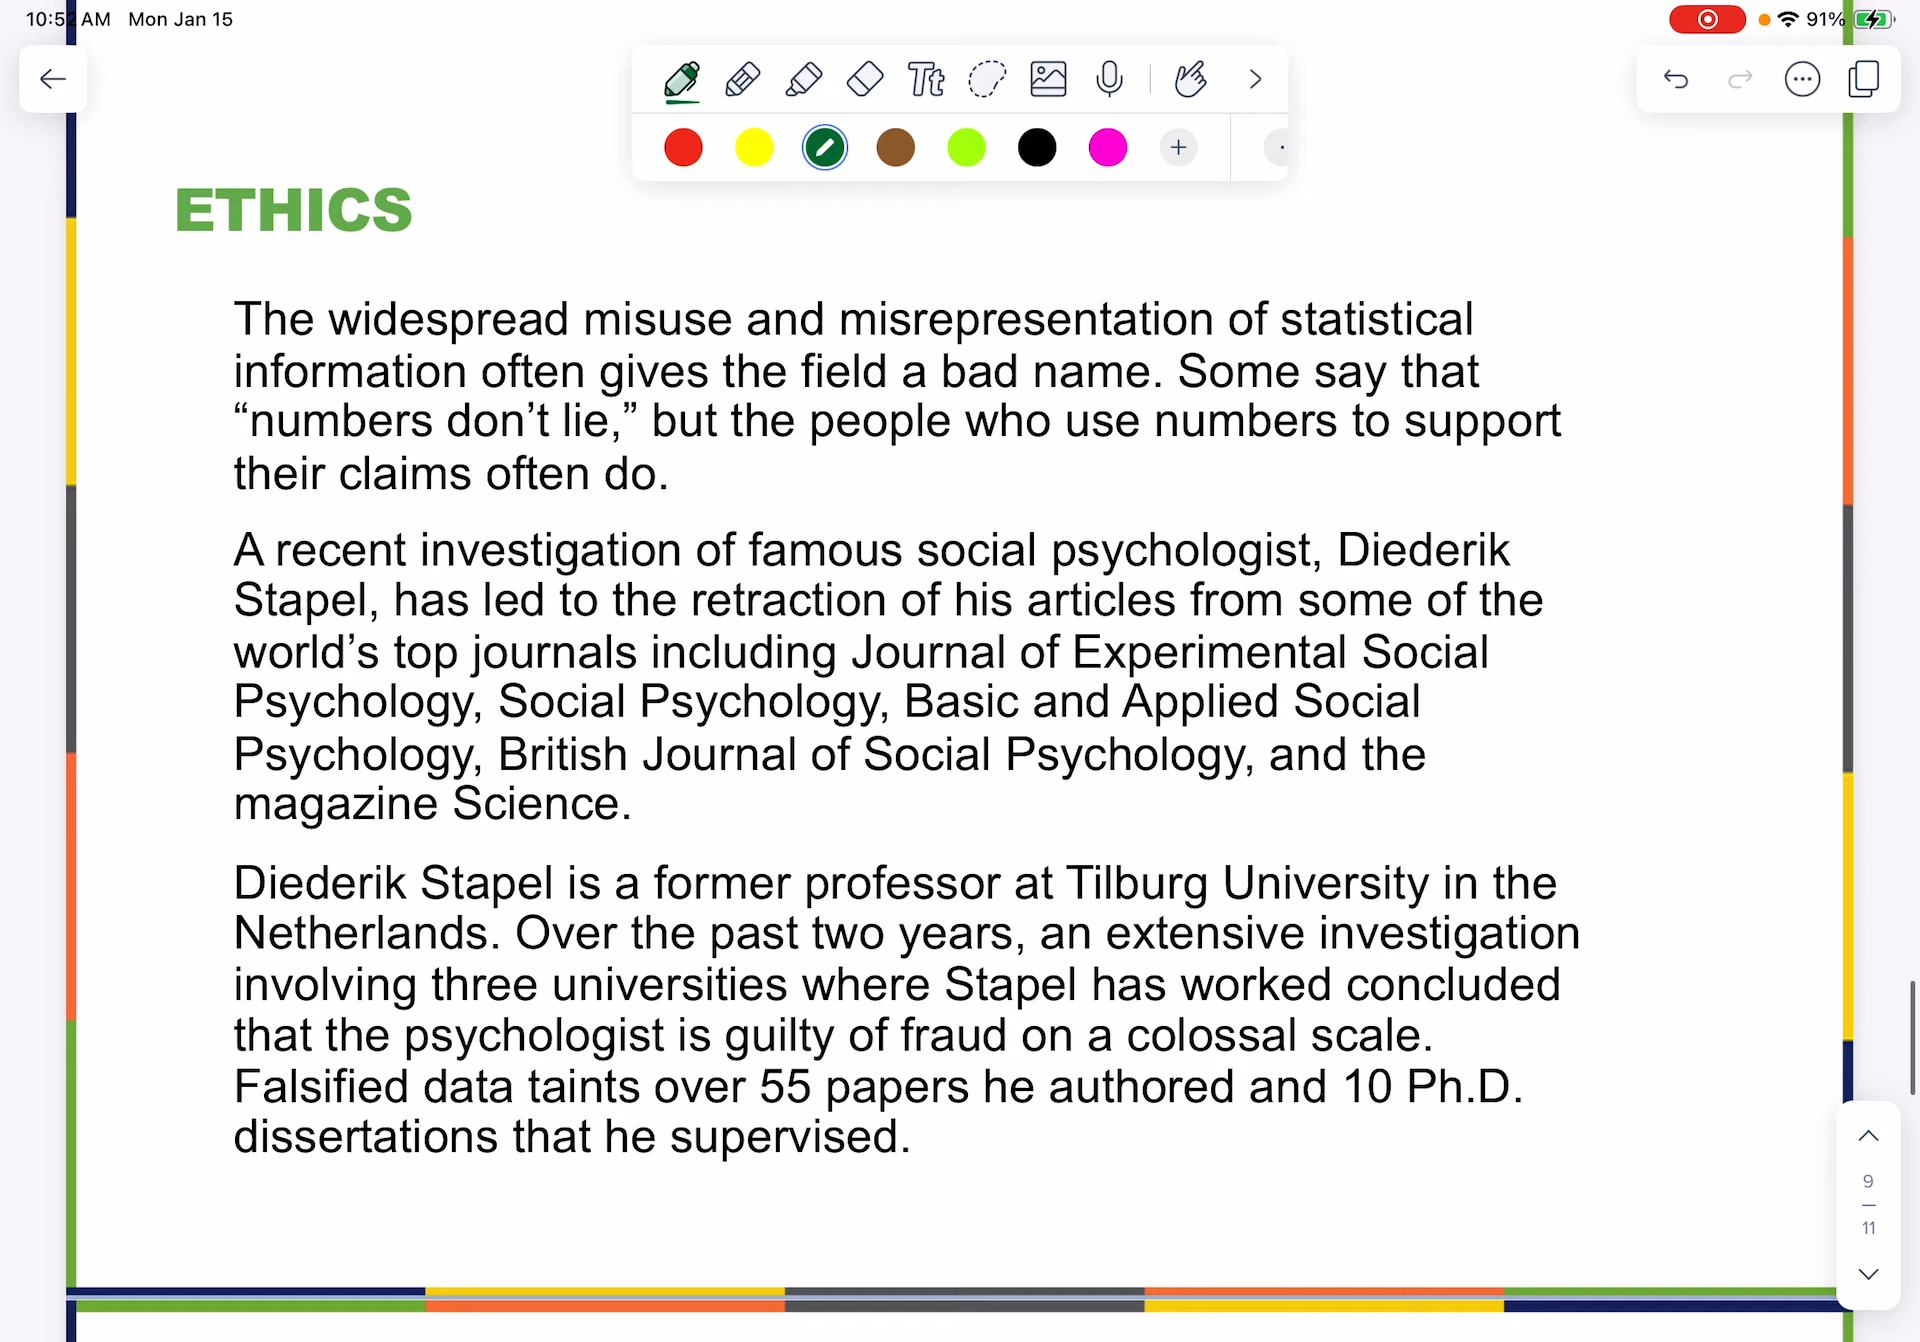 10:52 AM Mon Jan 15
91%
Tt
ETHICS
The widespread misuse and misrepresentation of statistical
information often gives the field a bad name. Some say that
“numbers don’t lie,” but the people who use numbers to support
their claims often do.
A recent investigation of famous social psychologist, Diederik
Stapel, has led to the retraction of his articles from some of the
world’s top journals including Journal of Experimental Social
Psychology, Social Psychology, Basic and Applied Social
Psychology, British Journal of Social Psychology, and the
magazine Science.
Diederik Stapel is a former professor at Tilburg University in the
Netherlands. Over the past two years, an extensive investigation
involving three universities where Stapel has worked concluded
that the psychologist is guilty of fraud on a colossal scale.
Falsified data taints over 55 papers he authored and 10 Ph.D.
dissertations that he supervised.
9
11